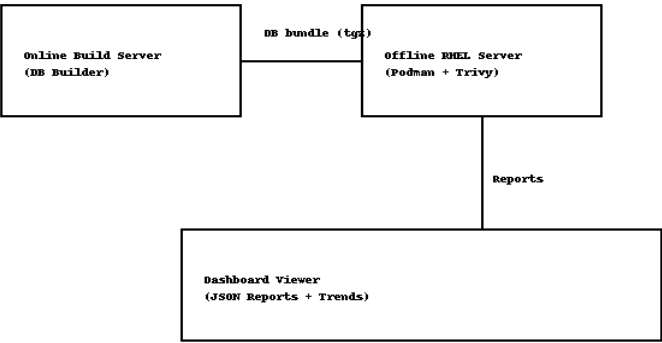 DB bundle (tgz)
Online Build Server
(DB Builder)
Offline RHEL Server
(Podman + Trivy)
Reports
Dashboard Viewer
(JSON Reports + Trends)